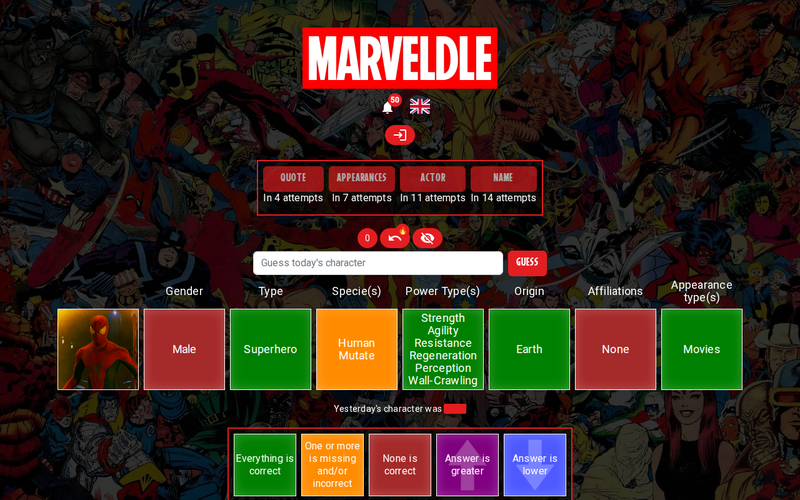 MARVELDLE
50
QUOTE APPEARANCES ACTOR NAME
In 4 attempts In 7 attempts In 11 attempts In 14 attempts
0
Guess today's character GUESS
Gender Type Specie(s) Power Type(s) Origin Affiliations Appearance
type(s)
Male
Superhero
Human
Mutate
Strength
Agility
Resistance
Regeneration
Perception
Wall-Crawling
Earth
None
Movies
Yesterday's character was
Everything is
correct
One or more
is missing
and/or
incorrect
None is
correct
Answer is
greater
Answer is
lower